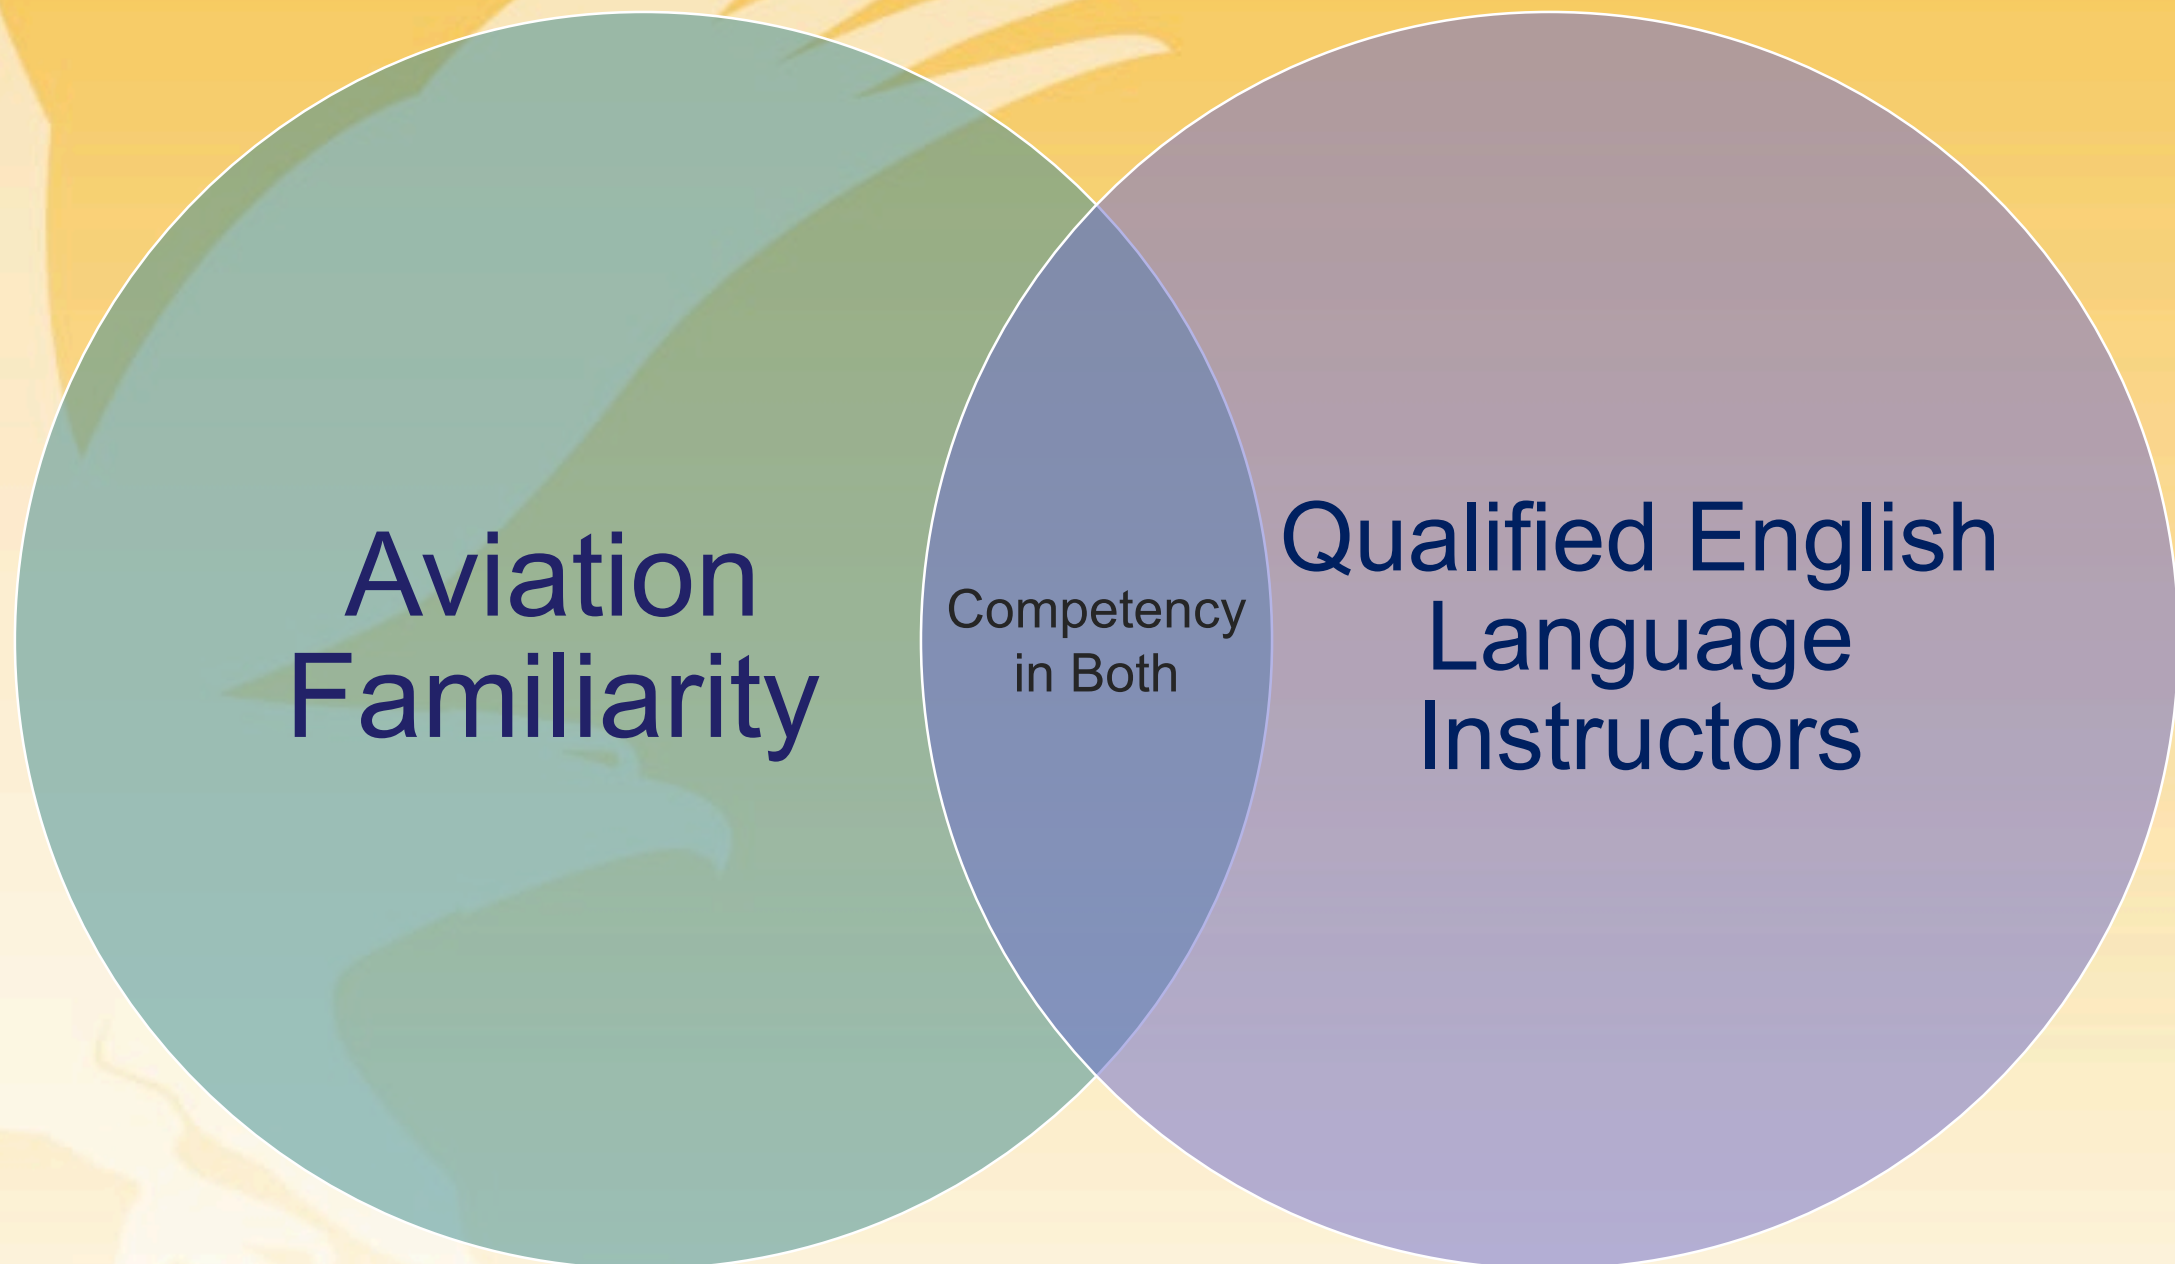 Aviation
Familiarity
Competency
in Both
Qualified English
Language
Instructors